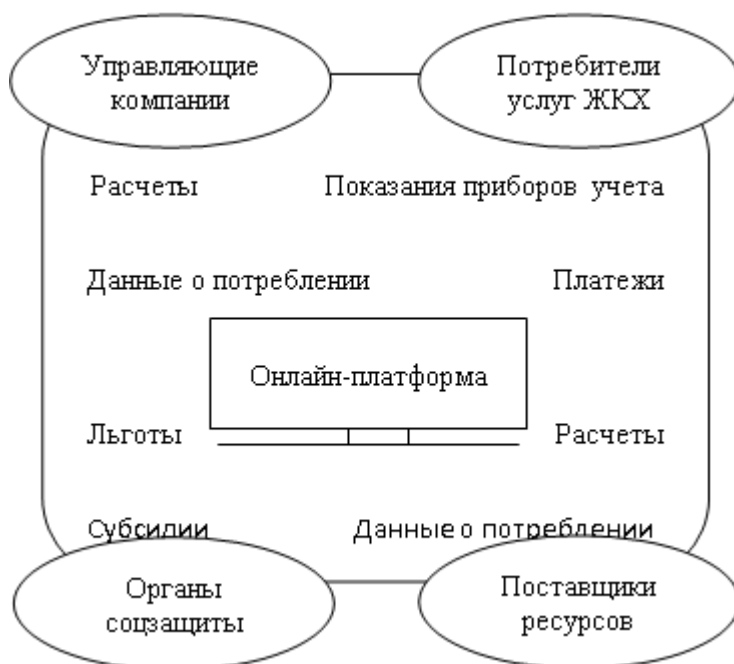 Управляющие
компании
Потребители
услуг ЖКХ
Расчеты
Показания приборов учета
Данные о потреблении
Платежи
Онлайн-платформа
Льготы
Расчеты
Субсидии
Данные о потреблении
Органы
соцзащиты
Поставщики
ресурсов